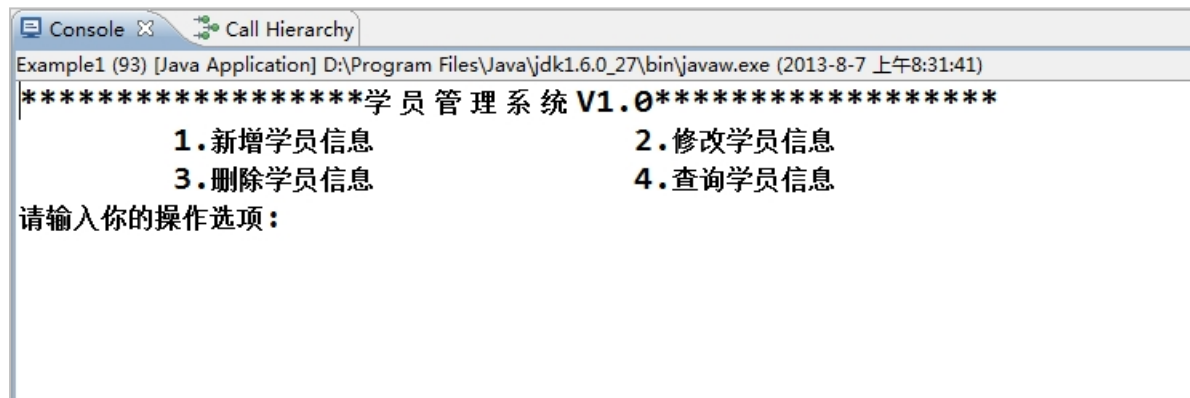 Console Call Hierarchy
Example1 (93) [Java Application] D:\Program Files\Java\jdk1.6.0_27\bin\javaw.exe (2013-8-7 上午8:31:41)
******************学 员 管 理 系 统 V1.0******************
1.新增学员信息 2.修改学员信息
3.删除学员信息 4.查询学员信息
请输入你的操作选项: